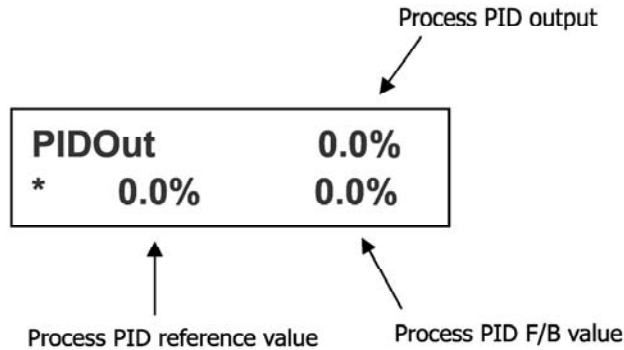 Process PID output
PIDOut 0.0%
* 0.0% 0.0%
Process PID reference value
Process PID F/B value